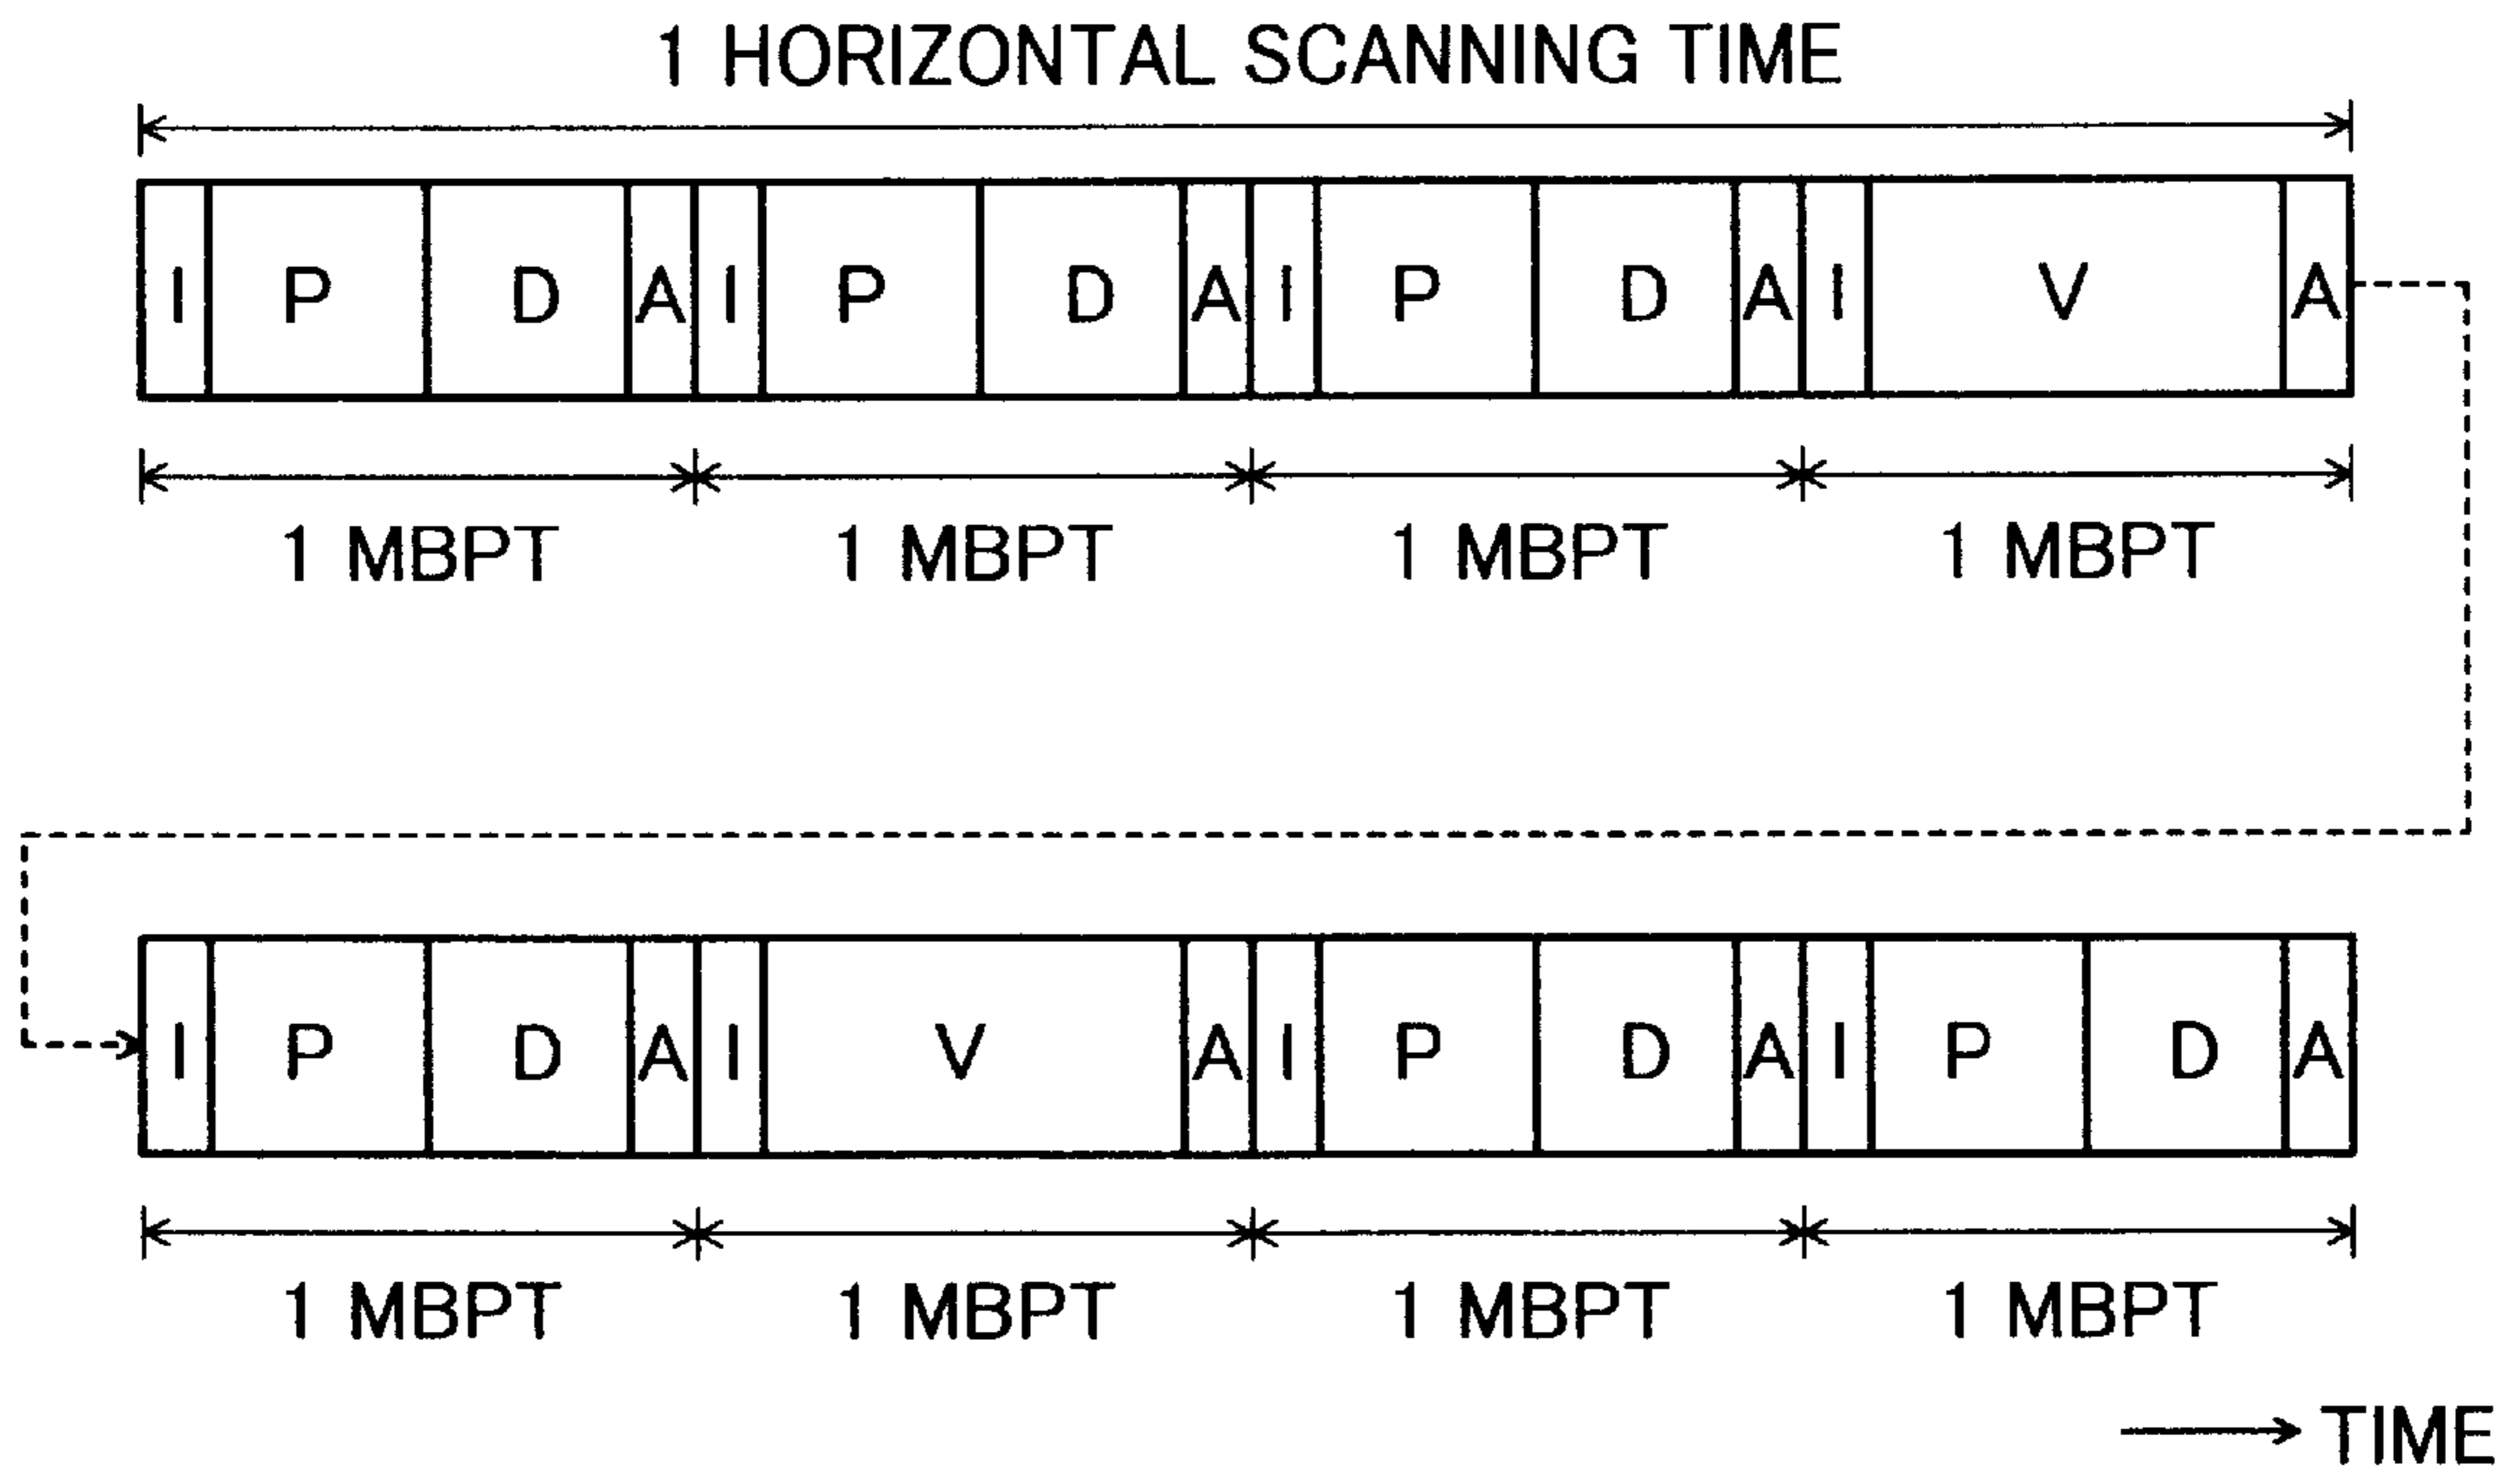 1 HORIZONTAL SCANNING TIME
I P D A I P D A I P D A I V A
1 MBPT 1 MBPT 1 MBPT 1 MBPT
I P D A I V A I P D A I P D A
1 MBPT 1 MBPT 1 MBPT 1 MBPT
TIME